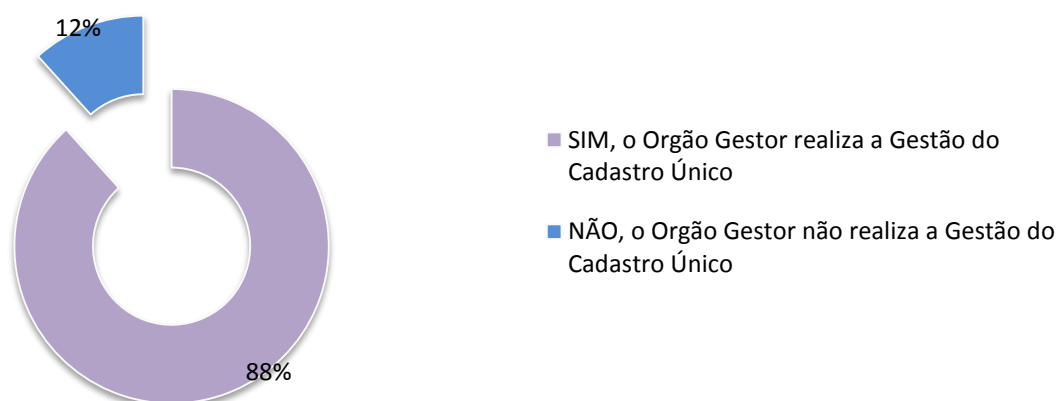 12%
88%
SIM, o Orgão Gestor realiza a Gestão do
Cadastro Único
NÃO, o Orgão Gestor não realiza a Gestão do
Cadastro Único